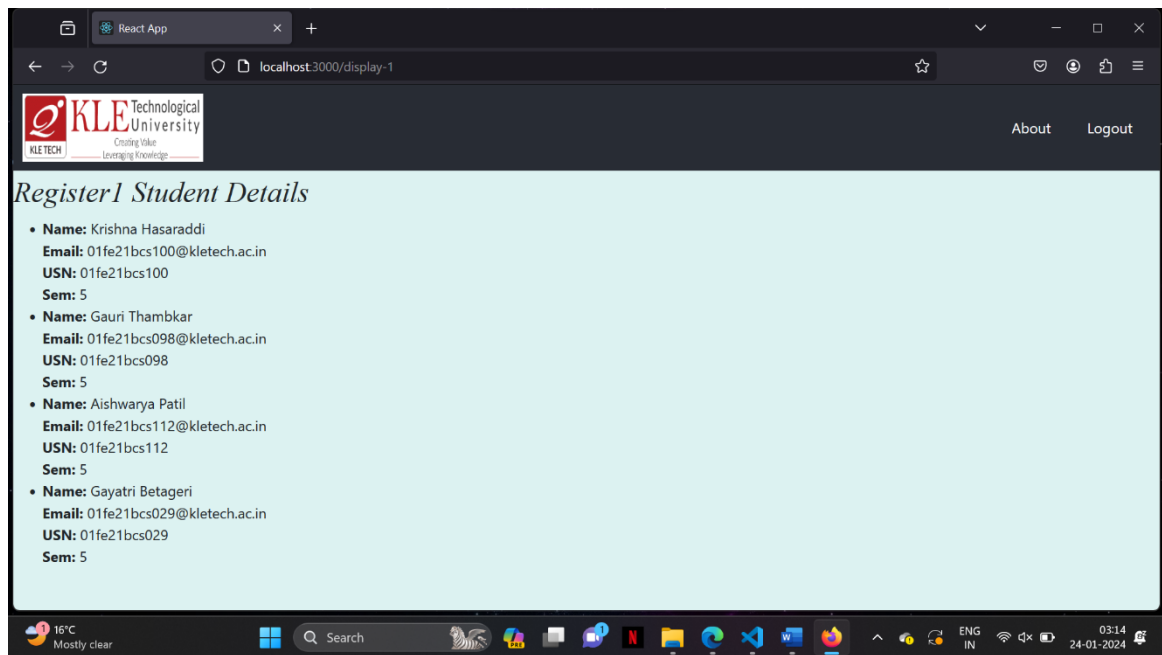 React App
localhost:3000/display-1
KLE Technological University
Creating Value
Leveraging Knowledge
KLE TECH
About Logout
Register1 Student Details
• Name: Krishna Hasaraddi
Email: 01fe21bcs100@kletech.ac.in
USN: 01fe21bcs100
Sem: 5
• Name: Gauri Thambkar
Email: 01fe21bcs098@kletech.ac.in
USN: 01fe21bcs098
Sem: 5
• Name: Aishwarya Patil
Email: 01fe21bcs112@kletech.ac.in
USN: 01fe21bcs112
Sem: 5
• Name: Gayatri Betageri
Email: 01fe21bcs029@kletech.ac.in
USN: 01fe21bcs029
Sem: 5
1
16°C
Mostly clear
Search
PRE
1
N
W
ENG
IN
03:14
24-01-2024